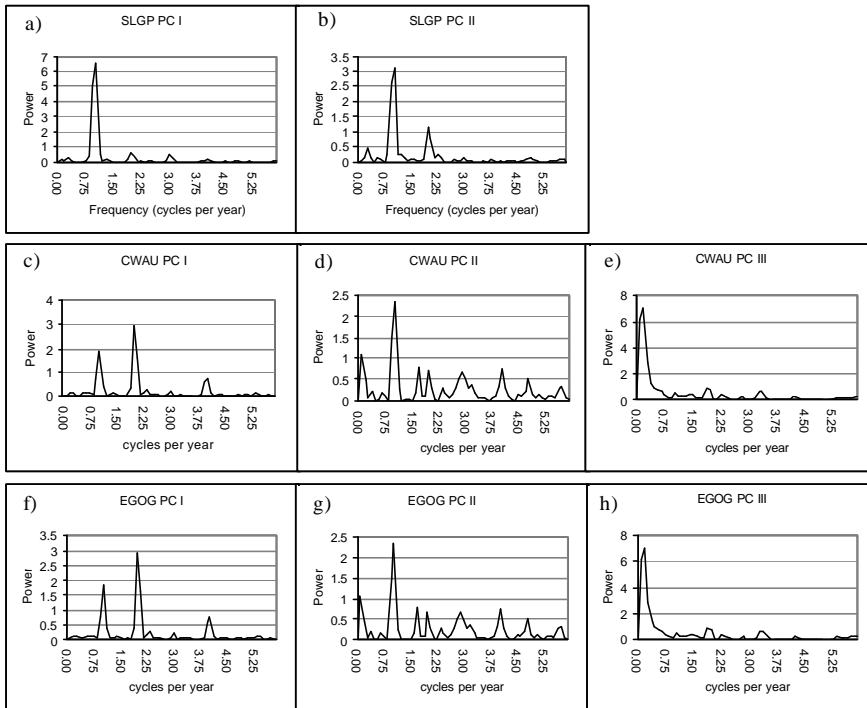 a) SLGP PC I
Power
7
6
5
4
3
2
1
0
0.00 0.75 1.50 2.25 3.00 3.75 4.50 5.25
Frequency (cycles per year)
b) SLGP PC II
Power
3.5
3
2.5
2
1.5
1
0.5
0
0.00 0.75 1.50 2.25 3.00 3.75 4.50 5.25
Frequency (cycles per year)
c) CWAU PC I
Power
4
3
2
1
0
0.00 0.75 1.50 2.25 3.00 3.75 4.50 5.25
cycles per year
d) CWAU PC II
Power
2.5
2
1.5
1
0.5
0
0.00 0.75 1.50 2.25 3.00 3.75 4.50 5.25
cycles per year
e) CWAU PC III
Power
8
6
4
2
0
0.00 0.75 1.50 2.25 3.00 3.75 4.50 5.25
cycles per year
f) EGOG PC I
Power
3.5
3
2.5
2
1.5
1
0.5
0
0.00 0.75 1.50 2.25 3.00 3.75 4.50 5.25
cycles per year
g) EGOG PC II
Power
2.5
2
1.5
1
0.5
0
0.00 0.75 1.50 2.25 3.00 3.75 4.50 5.25
cycles per year
h) EGOG PC III
Power
8
6
4
2
0
0.00 0.75 1.50 2.25 3.00 3.75 4.50 5.25
cycles per year